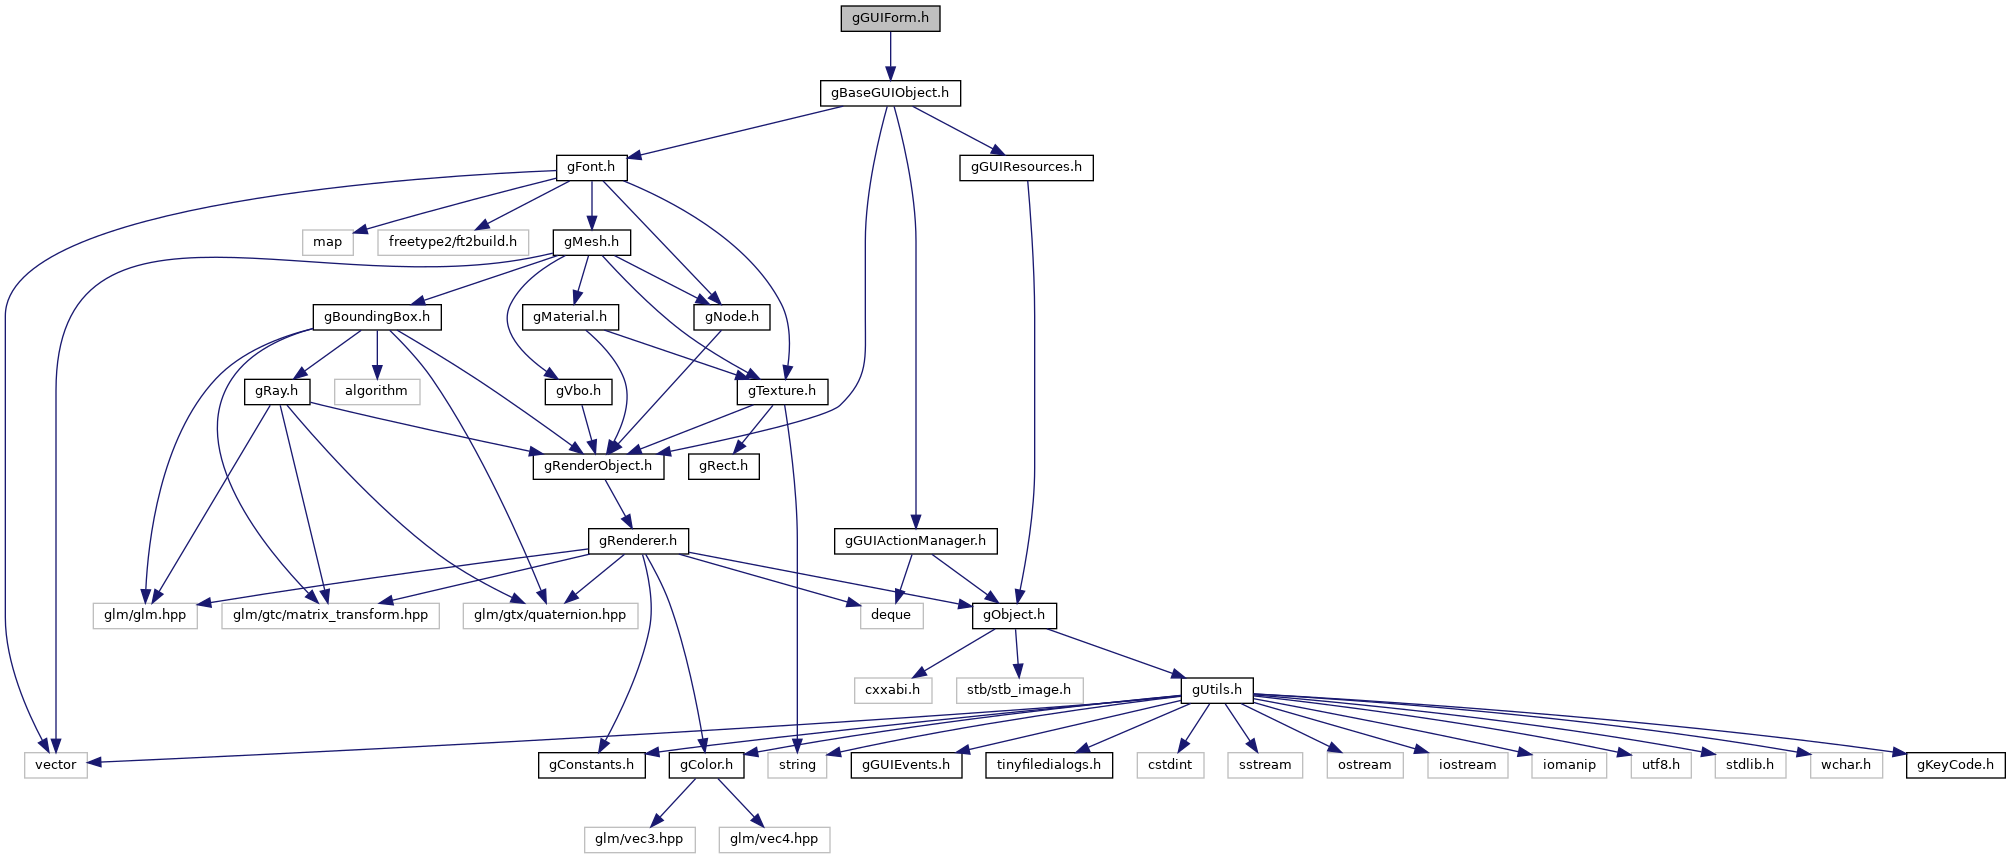 gGUIForm.h
gBaseGUIObject.h
gFont.h
gGUIResources.h
map
freetype2/ft2build.h
gMesh.h
gBoundingBox.h
gMaterial.h
gNode.h
gRay.h
algorithm
gVbo.h
gTexture.h
gRenderObject.h
gRect.h
gRenderer.h
gGUIActionManager.h
glm/glm.hpp
glm/gtc/matrix_transform.hpp
glm/gtx/quaternion.hpp
deque
gObject.h
cxxabi.h
stb/stb_image.h
gUtils.h
vector
gConstants.h
gColor.h
string
gGUIEvents.h
tinyfiledialogs.h
cstdint
sstream
ostream
iostream
iomanip
utf8.h
stdlib.h
wchar.h
gKeyCode.h
glm/vec3.hpp
glm/vec4.hpp